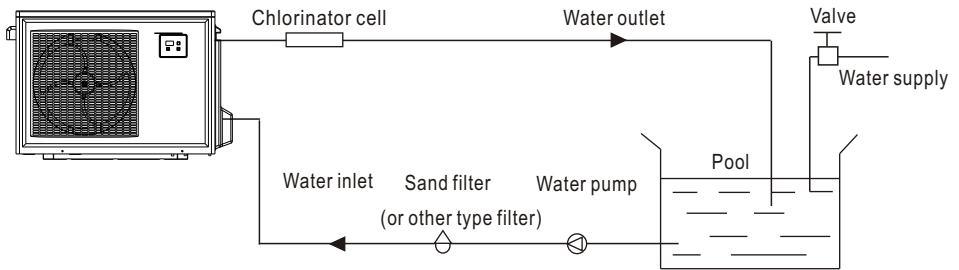 Chlorinator cell
Water outlet
Valve
Water supply
Pool
Water inlet
Sand filter
(or other type filter)
Water pump